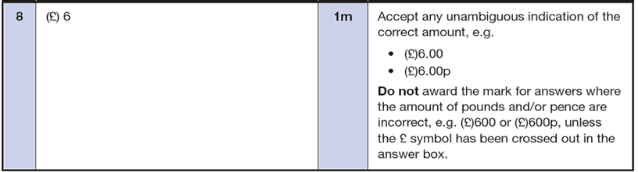 8 (£) 6 1m Accept any unambiguous indication of the
correct amount, e.g.
• (£)6.00
• (£)6.00p
Do not award the mark for answers where
the amount of pounds and/or pence are
incorrect, e.g. (£)600 or (£)600p, unless
the £ symbol has been crossed out in the
answer box.